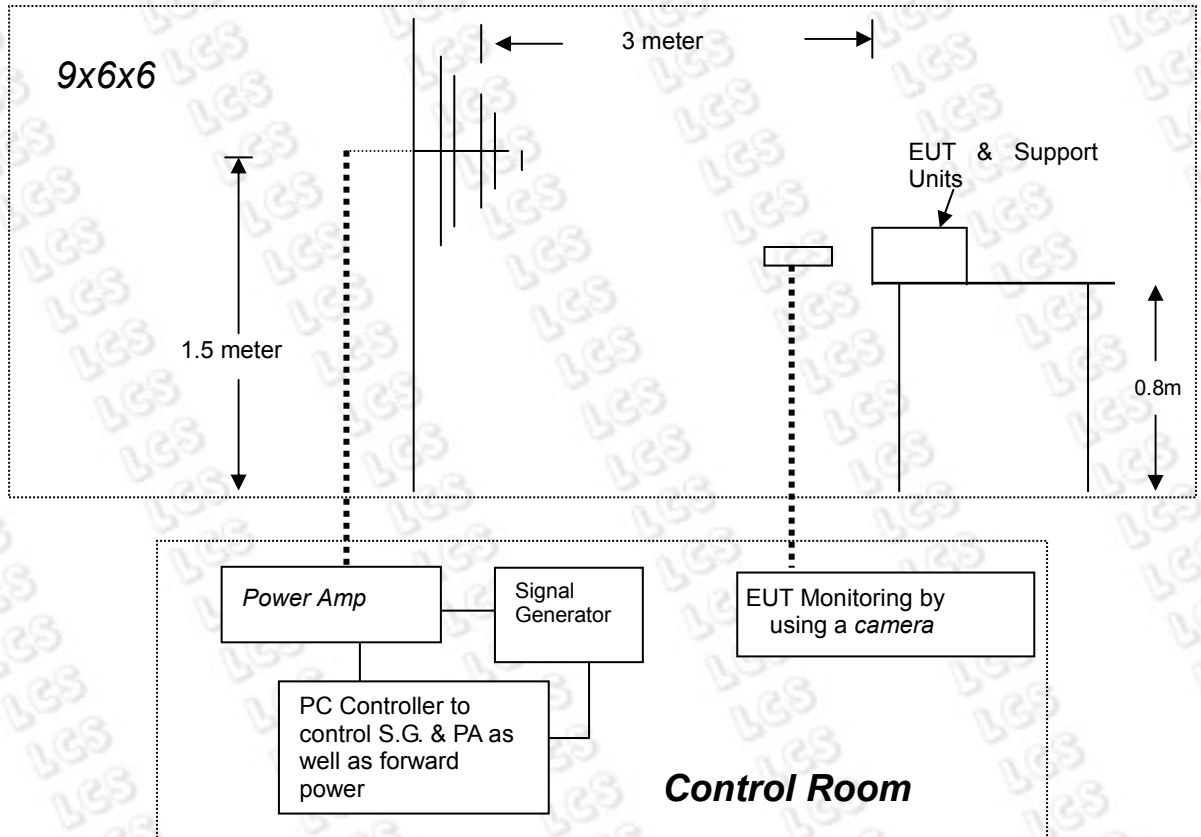 3 meter
9x6x6
EUT & Support
Units
1.5 meter
0.8m
Power Amp
Signal
Generator
EUT Monitoring by
using a camera
PC Controller to
control S.G. & PA as
well as forward
power
Control Room
LCS